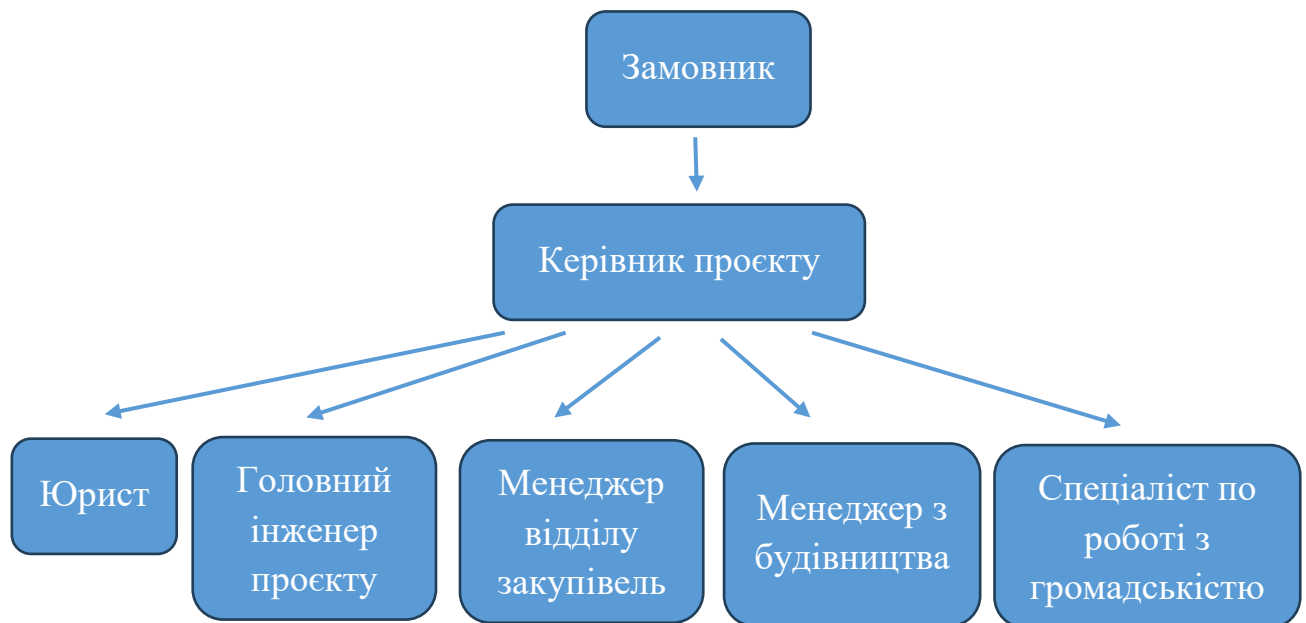 Замовник
Керівник проєкту
Юрист
Головний
інженер
проєкту
Менеджер
відділу
закупівель
Менеджер з
будівництва
Спеціаліст по
роботі з
громадськістю